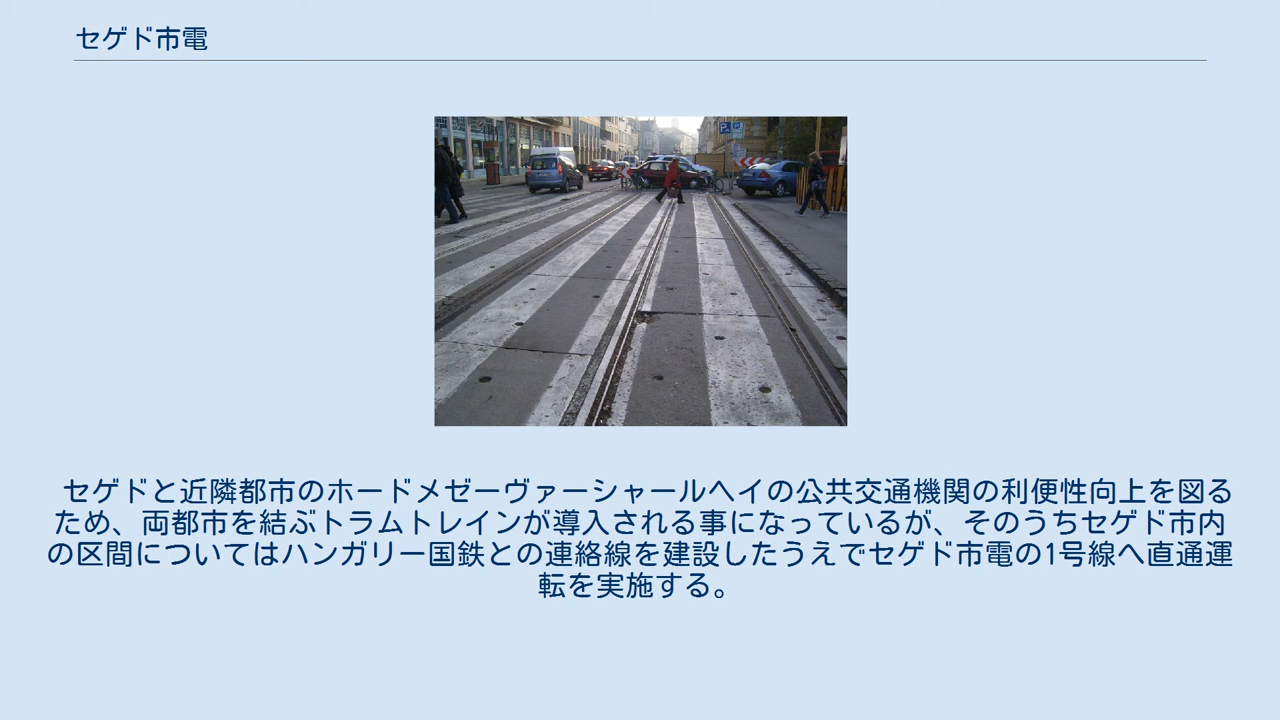 セゲド市電
セゲドと近隣都市のホードメゼーヴァーシャールヘイの公共交通機関の利便性向上を図る
ため、両都市を結ぶトラムトレインが導入される事になっているが、そのうちセゲド市内
の区間についてはハンガリー国鉄との連絡線を建設したうえでセゲド市電の1号線へ直通運
転を実施する。